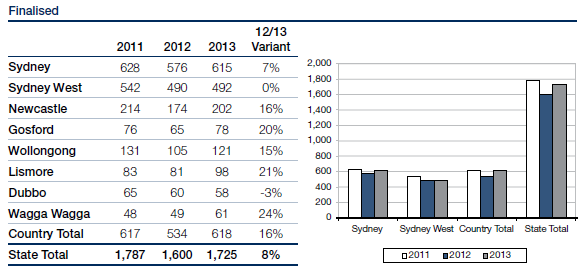 Finalised
2011 2012 2013 12/13 Variant
Sydney 628 576 615 7%
Sydney West 542 490 492 0%
Newcastle 214 174 202 16%
Gosford 76 65 78 20%
Wollongong 131 105 121 15%
Lismore 83 81 98 21%
Dubbo 65 60 58 -3%
Wagga Wagga 48 49 61 24%
Country Total 617 534 618 16%
State Total 1,787 1,600 1,725 8%
2,000
1,800
1,600
1,400
1,200
1,000
800
600
400
200
0
Sydney Sydney West Country Total State Total
2011 2012 2013